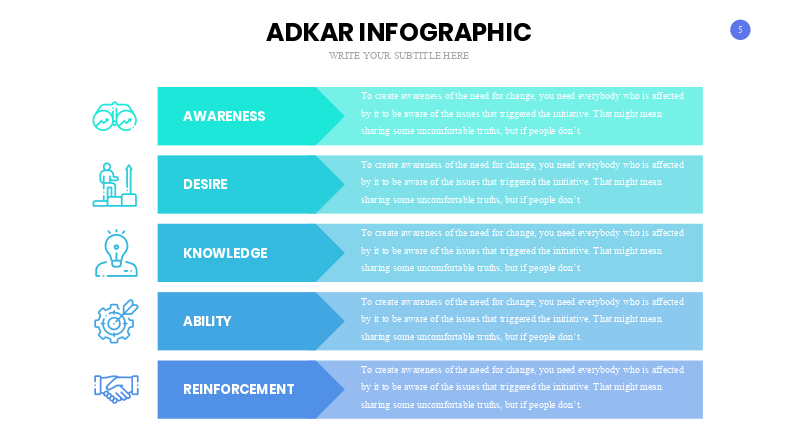 ADKAR INFOGRAPHIC
5
WRITE YOUR SUBTITLE HERE
AWARENESS
To create awareness of the need for change, you need everybody who is affected
by it to be aware of the issues that triggered the initiative. That might mean
sharing some uncomfortable truths, but if people don't.
DESIRE
To create awareness of the need for change, you need everybody who is affected
by it to be aware of the issues that triggered the initiative. That might mean
sharing some uncomfortable truths, but if people don't.
KNOWLEDGE
To create awareness of the need for change, you need everybody who is affected
by it to be aware of the issues that triggered the initiative. That might mean
sharing some uncomfortable truths, but if people don't.
ABILITY
To create awareness of the need for change, you need everybody who is affected
by it to be aware of the issues that triggered the initiative. That might mean
sharing some uncomfortable truths, but if people don't.
REINFORCEMENT
To create awareness of the need for change, you need everybody who is affected
by it to be aware of the issues that triggered the initiative. That might mean
sharing some uncomfortable truths, but if people don't.